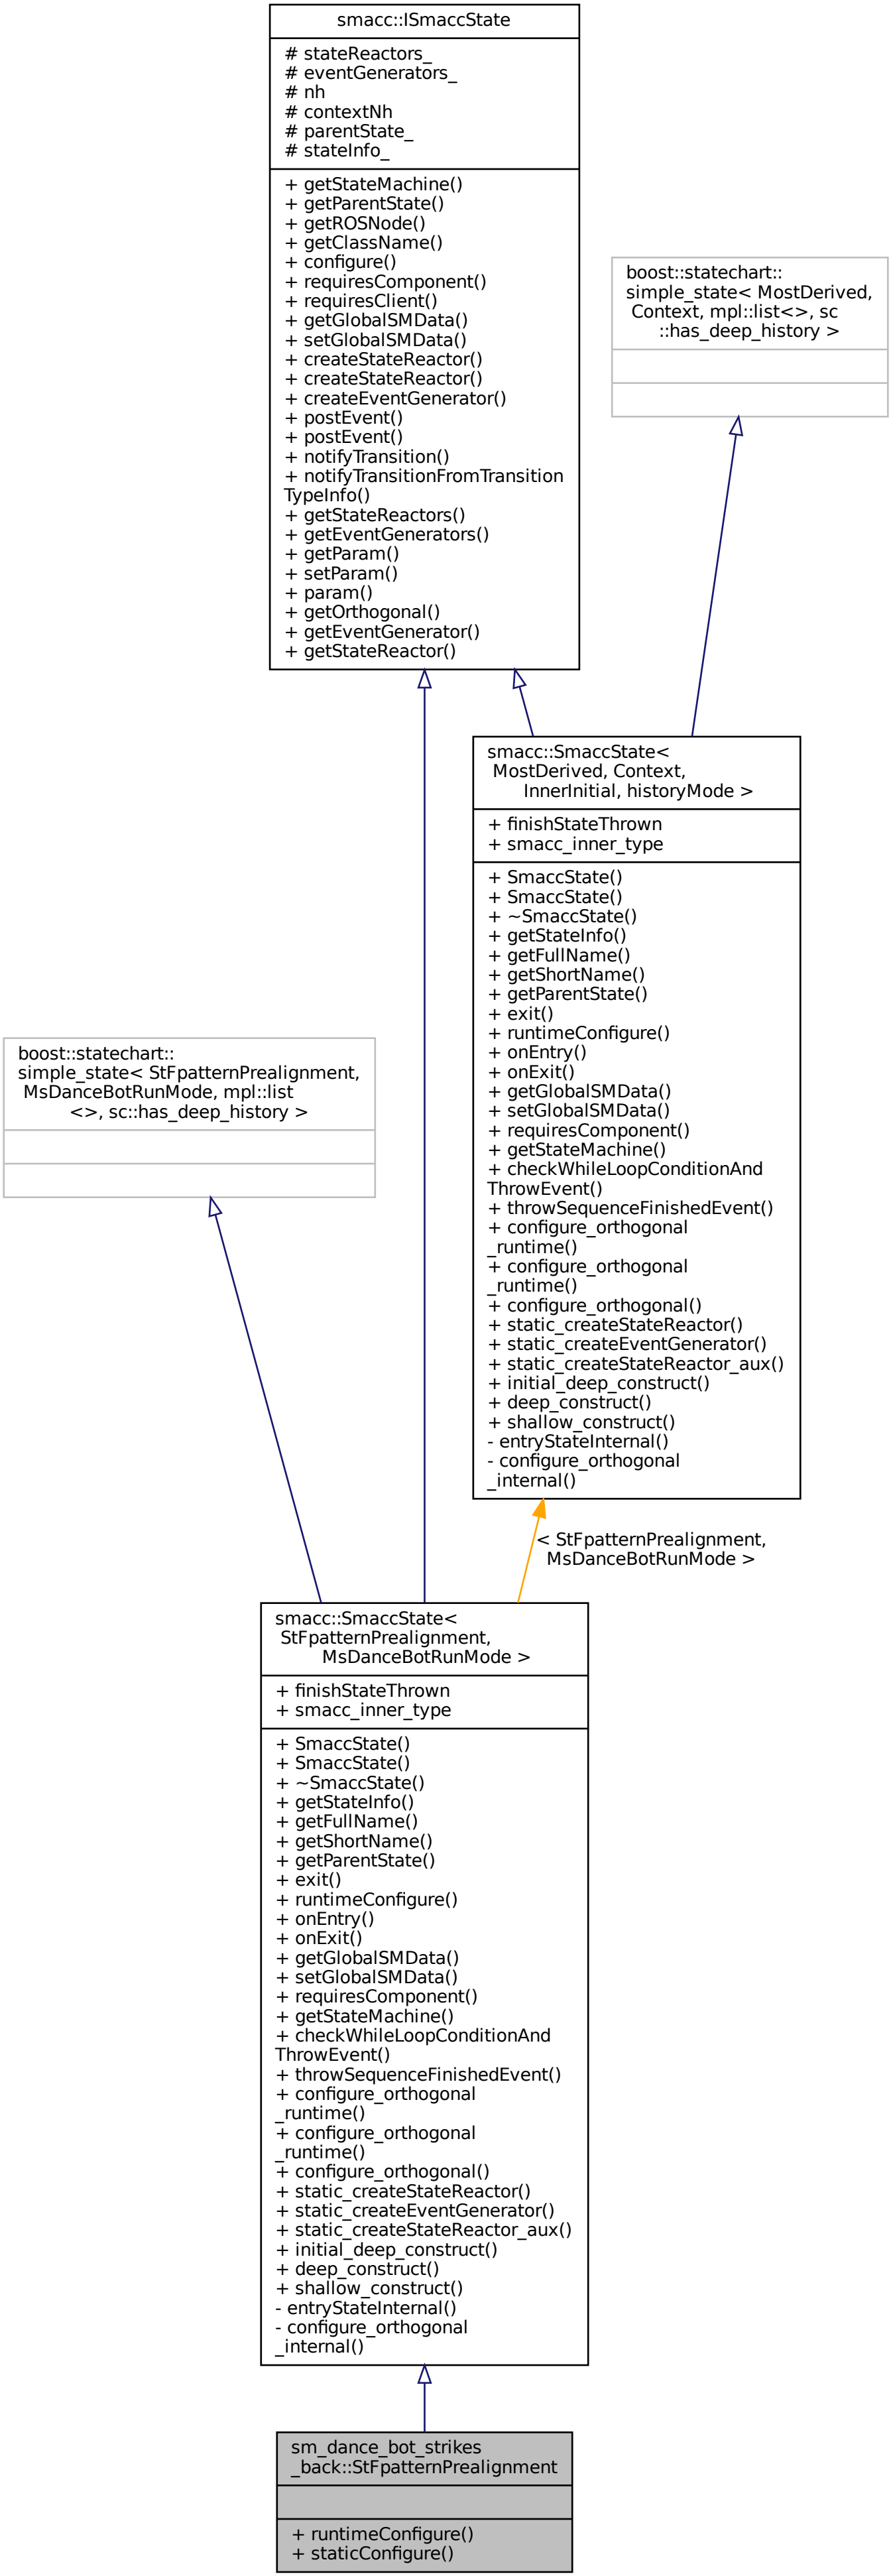 smacc::ISmaccState
# stateReactors_
# eventGenerators_
# nh
# contextNh
# parentState_
# stateInfo_
+ getStateMachine()
+ getParentState()
+ getROSNode()
+ getClassName()
+ configure()
+ requiresComponent()
+ requiresClient()
+ getGlobalSMData()
+ setGlobalSMData()
+ createStateReactor()
+ createStateReactor()
+ createEventGenerator()
+ postEvent()
+ postEvent()
+ notifyTransition()
+ notifyTransitionFromTransition
TypeInfo()
+ getStateReactors()
+ getEventGenerators()
+ getParam()
+ setParam()
+ param()
+ getOrthogonal()
+ getEventGenerator()
+ getStateReactor()
boost::statechart::
simple_state< MostDerived,
Context, mpl::list<>, sc
::has_deep_history >
smacc::SmaccState<
MostDerived, Context,
InnerInitial, historyMode >
+ finishStateThrown
+ smacc_inner_type
+ SmaccState()
+ SmaccState()
+ ~SmaccState()
+ getStateInfo()
+ getFullName()
+ getShortName()
+ getParentState()
+ exit()
+ runtimeConfigure()
+ onEntry()
+ onExit()
+ getGlobalSMData()
+ setGlobalSMData()
+ requiresComponent()
+ getStateMachine()
+ checkWhileLoopConditionAnd
ThrowEvent()
+ throwSequenceFinishedEvent()
+ configure_orthogonal
_runtime()
+ configure_orthogonal
_runtime()
+ configure_orthogonal()
+ static_createStateReactor()
+ static_createEventGenerator()
+ static_createStateReactor_aux()
+ initial_deep_construct()
+ deep_construct()
+ shallow_construct()
- entryStateInternal()
- configure_orthogonal
_internal()
boost::statechart::
simple_state< StFpatternPrealignment,
MsDanceBotRunMode, mpl::list
<>, sc::has_deep_history >
< StFpatternPrealignment,
MsDanceBotRunMode >
smacc::SmaccState<
StFpatternPrealignment,
MsDanceBotRunMode >
+ finishStateThrown
+ smacc_inner_type
+ SmaccState()
+ SmaccState()
+ ~SmaccState()
+ getStateInfo()
+ getFullName()
+ getShortName()
+ getParentState()
+ exit()
+ runtimeConfigure()
+ onEntry()
+ onExit()
+ getGlobalSMData()
+ setGlobalSMData()
+ requiresComponent()
+ getStateMachine()
+ checkWhileLoopConditionAnd
ThrowEvent()
+ throwSequenceFinishedEvent()
+ configure_orthogonal
_runtime()
+ configure_orthogonal
_runtime()
+ configure_orthogonal()
+ static_createStateReactor()
+ static_createEventGenerator()
+ static_createStateReactor_aux()
+ initial_deep_construct()
+ deep_construct()
+ shallow_construct()
- entryStateInternal()
- configure_orthogonal
_internal()
sm_dance_bot_strikes
_back::StFpatternPrealignment
+ runtimeConfigure()
+ staticConfigure()